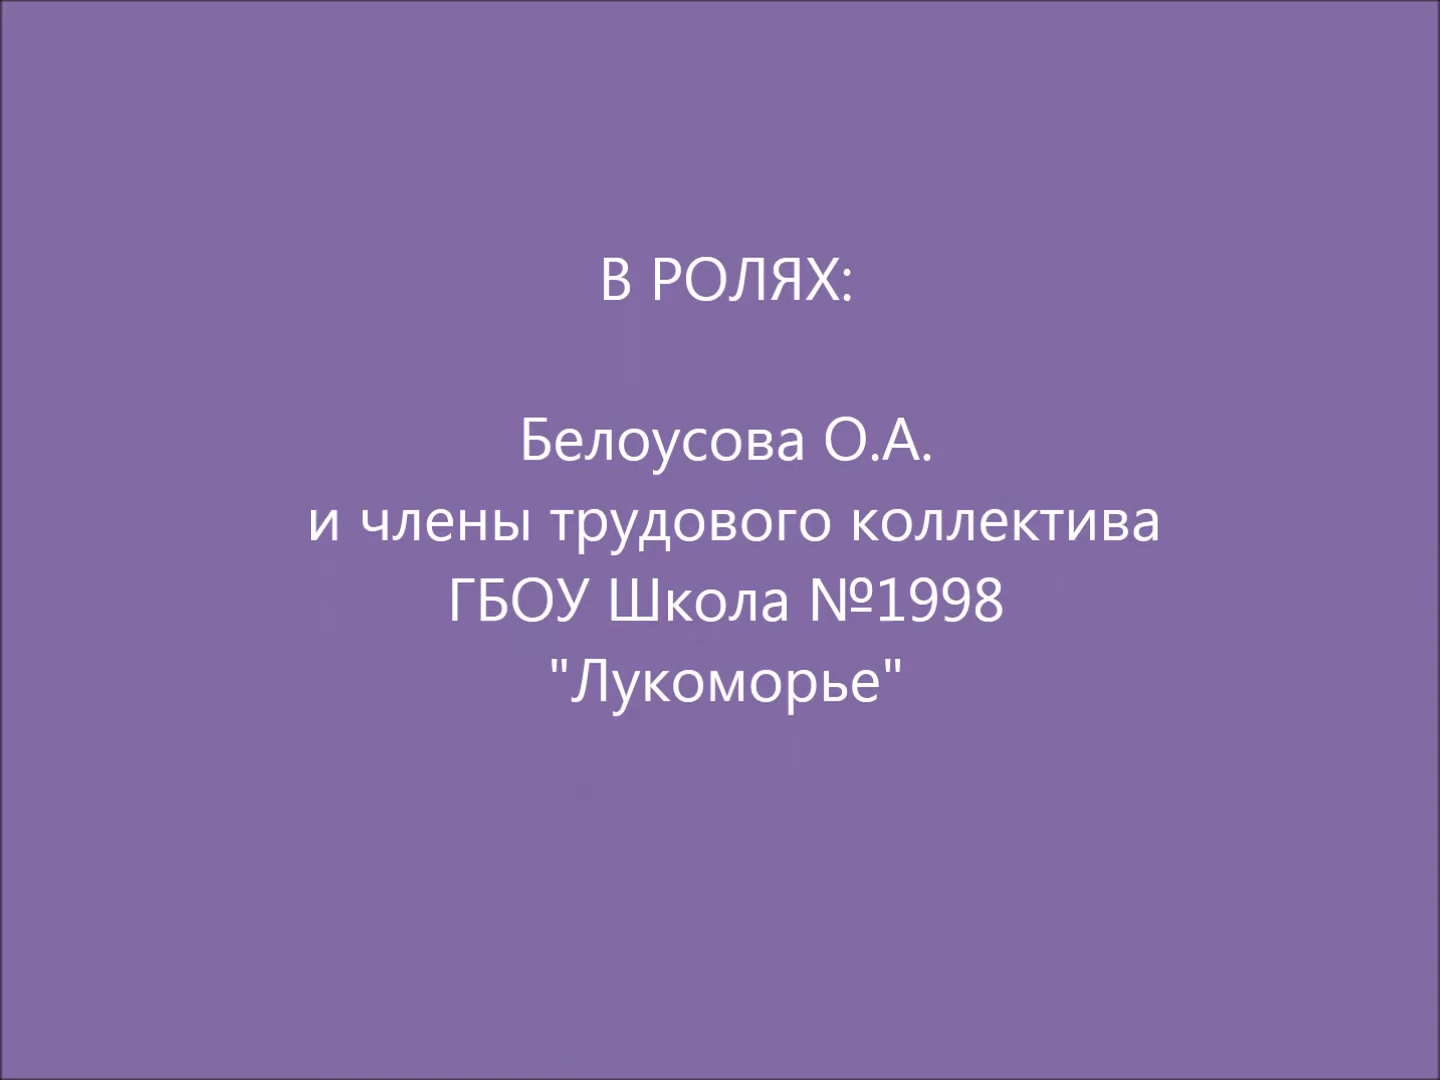 В РОЛЯХ:
Белоусова О.А.
и члены трудового коллектива
ГБОУ Школа №1998
"Лукоморье"